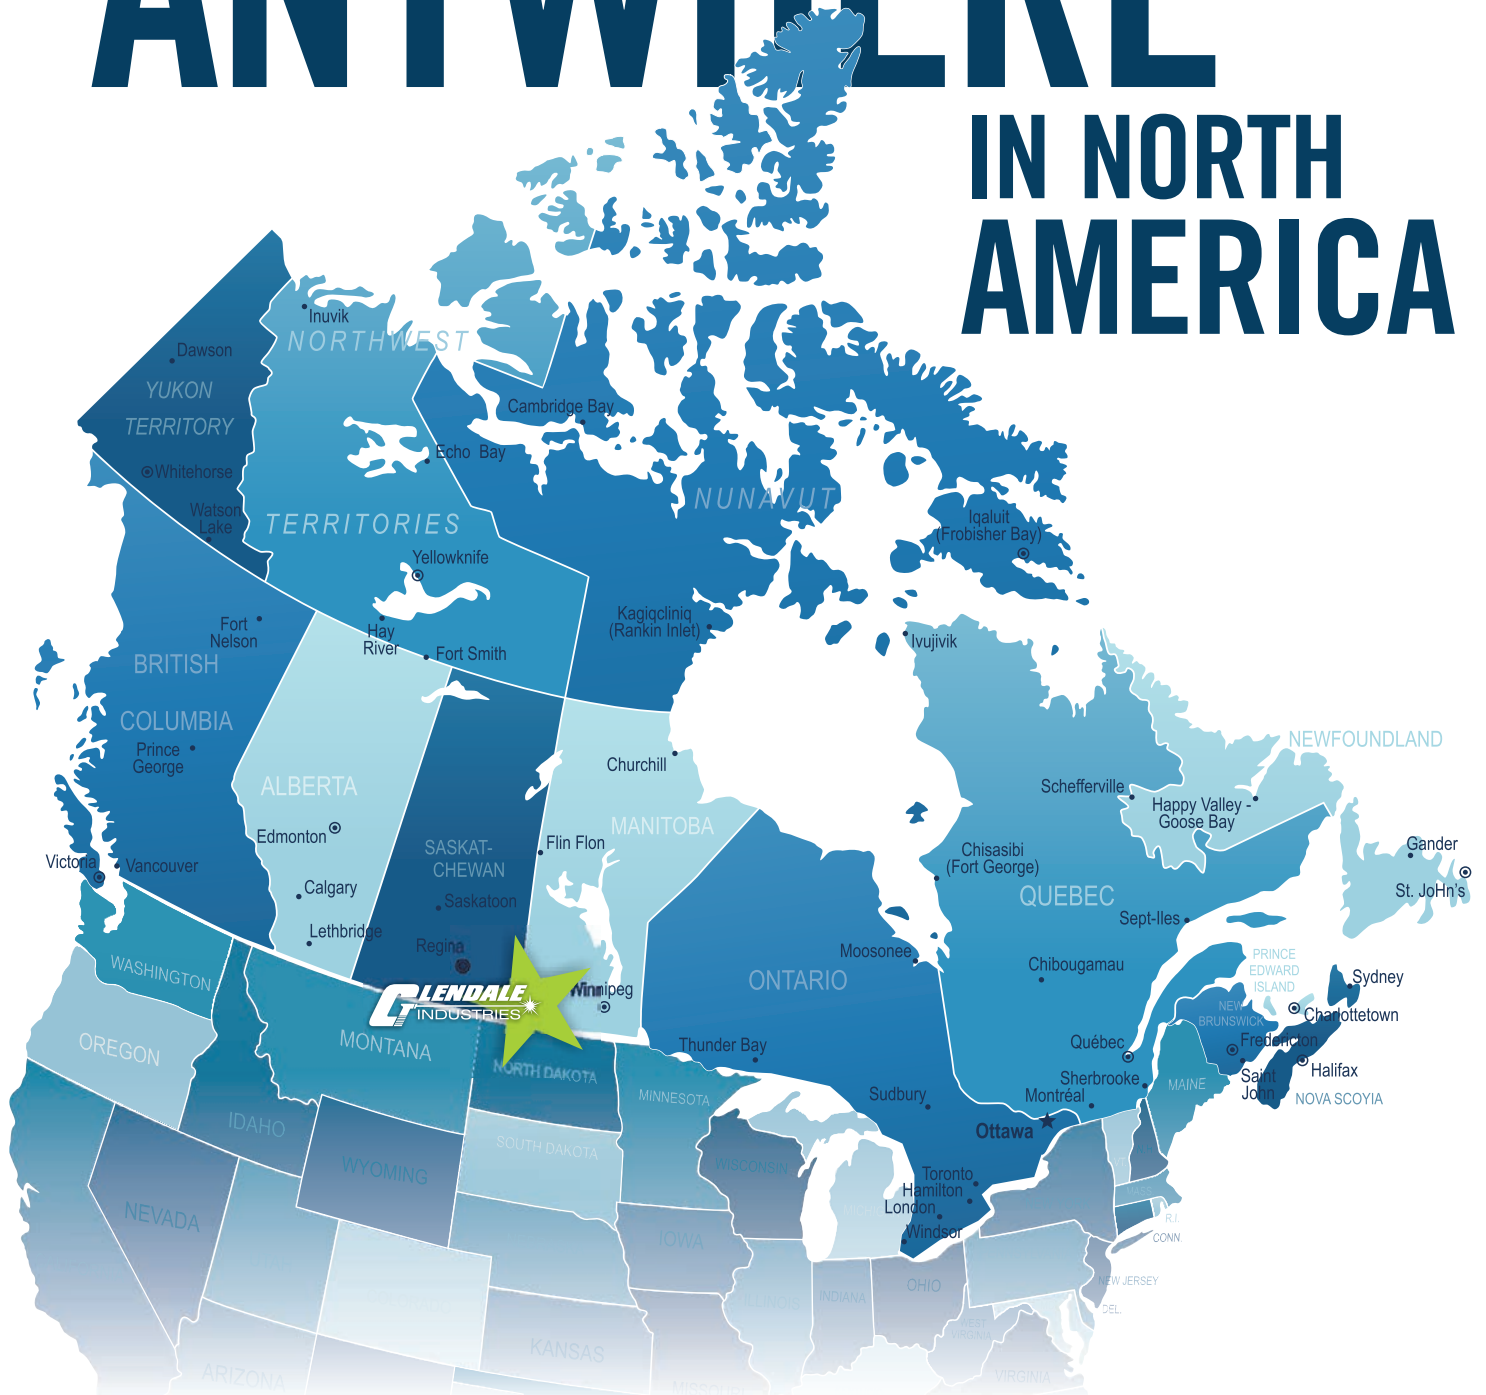 ANYWHERE
IN NORTH
AMERICA
Inuvik
NORTHWEST
Dawson
YUKON
TERRITORY
Cambridge Bay
Echo Bay
Whitehorse
NUNAVUT
Watson
Lake
TERRITORIES
Iqaluit
(Frobisher Bay)
Yellowknife
Fort
Nelson
Hay
River
Kagiqcliniq
(Rankin Inlet)
Ivujivik
Fort Smith
BRITISH
COLUMBIA
Prince
George
NEWFOUNDLAND
Churchill
ALBERTA
Schefferville
Happy Valley -
Goose Bay
Edmonton
MANITOBA
SASKAT-
CHEWAN
Flin Flon
Gander
Victoria
Vancouver
Chisasibi
(Fort George)
Calgary
QUEBEC
St. JoHn's
Saskatoon
Sept-Iles
Lethbridge
Regina
Moosonee
WASHINGTON
Chibougamau
PRINCE
EDWARD
ISLAND
Sydney
ONTARIO
GLENDALE
INDUSTRIES
Winnipeg
NEW
BRUNSWICK
Charlottetown
OREGON
MONTANA
Thunder Bay
Québec
Fredericton
NORTH DAKOTA
Sherbrooke
MAINE
Saint
John
Halifax
MINNESOTA
Sudbury
Montréal
NOVA SCOYIA
IDAHO
Ottawa
SOUTH DAKOTA
WYOMING
WISCONSIN
Toronto
Hamilton
London
Windsor
NEVADA
IOWA
R.I.
CONN.
NEW JERSEY
OHIO
INDIANA
ILLINOIS
DEL.
WEST
VIRGINIA
KANSAS
ARIZONA
MISSOURI
VIRGINIA